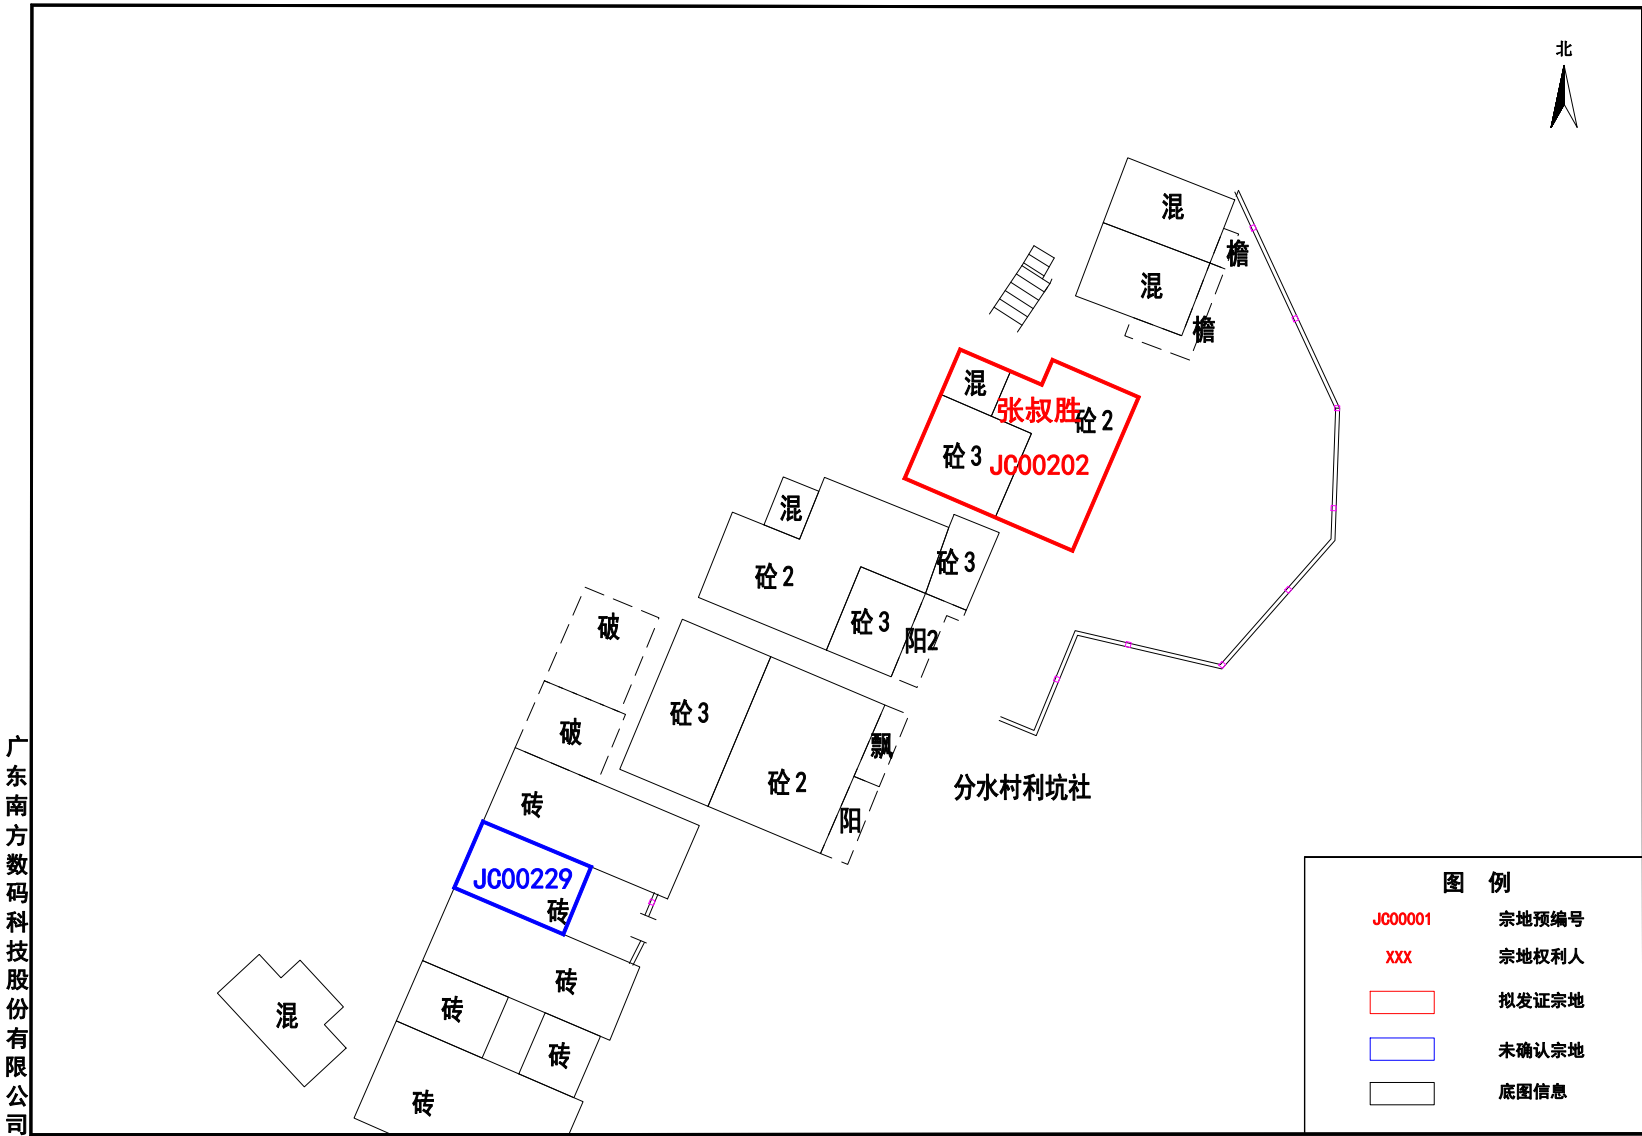 北
混
檐
混
檐
混
张叔胜
砼2
砼3
JC00202
混
砼3
砼2
砼3
阳2
破
砼3
破
飘
砼2
分水村利坑社
砖
阳
JC00229
砖
砖
混
砖
砖
砖
广东南方数码科技股份有限公司
图 例
JC00001 宗地预编号
XXX 宗地权利人
拟发证宗地
未确认宗地
底图信息